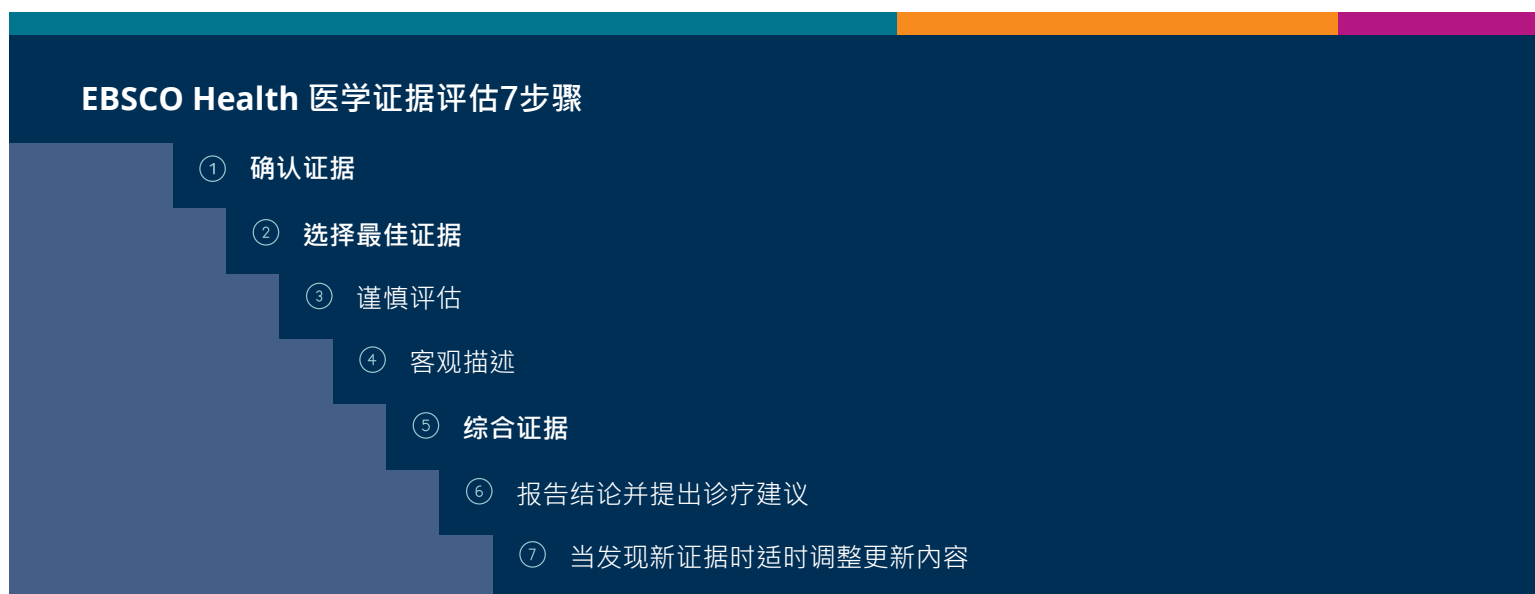 EBSCO Health 医学证据评估7步骤
① 确认证据
② 选择最佳证据
③ 谨慎评估
④ 客观描述
⑤ 综合证据
⑥ 报告结论并提出诊疗建议
⑦ 当发现新证据时适时调整更新内容